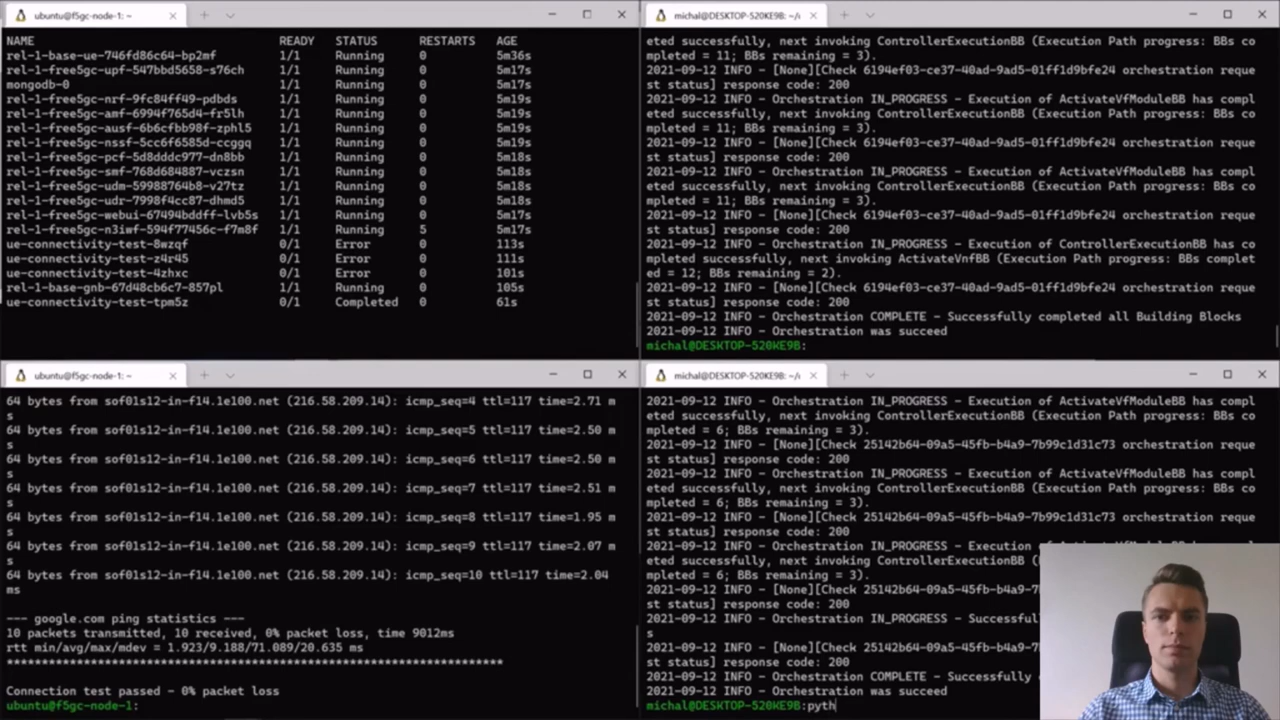 ubuntu@f5gc-node-1: ~
NAME READY STATUS RESTARTS AGE
rel-1-base-ue-746fd86c64-bp2mf 1/1 Running 0 5m36s
rel-1-free5gc-upf-547bbd5658-s76ch 1/1 Running 0 5m17s
mongodb-0 1/1 Running 0 5m17s
rel-1-free5gc-nrf-9fc84ff49-pdbds 1/1 Running 0 5m19s
rel-1-free5gc-amf-6994f765d4-fr5lh 1/1 Running 0 5m19s
rel-1-free5gc-ausf-6b6cfbb98f-zphl5 1/1 Running 0 5m19s
rel-1-free5gc-nssf-5cc6f6585d-ccgqq 1/1 Running 0 5m19s
rel-1-free5gc-pcf-5d8dddc977-dn8bb 1/1 Running 0 5m18s
rel-1-free5gc-smf-768d684887-vczsn 1/1 Running 0 5m18s
rel-1-free5gc-udm-59988764b8-v27tz 1/1 Running 0 5m18s
rel-1-free5gc-udr-7998f4cc87-dhmd5 1/1 Running 0 5m18s
rel-1-free5gc-webui-67494bddff-lvb5s 1/1 Running 0 5m17s
rel-1-free5gc-n3iwf-594f77456c-f7m8f 1/1 Running 5 5m17s
ue-connectivity-test-8wzqf 0/1 Error 0 113s
ue-connectivity-test-z4r45 0/1 Error 0 111s
ue-connectivity-test-4zhxc 0/1 Error 0 101s
rel-1-base-gnb-67d48cb6c7-857pl 1/1 Running 0 105s
ue-connectivity-test-tpm5z 0/1 Completed 0 61s
michal@DESKTOP-520KE9B: ~/
eted successfully, next invoking ControllerExecutionBB (Execution Path progress: BBs co
mpleted = 11; BBs remaining = 3).
2021-09-12 INFO - [None][Check 6194ef03-ce37-40ad-9ad5-01ff1d9bfe24 orchestration reque
st status] response code: 200
2021-09-12 INFO - Orchestration IN_PROGRESS - Execution of ActivateVfModuleBB has compl
eted successfully, next invoking ControllerExecutionBB (Execution Path progress: BBs co
mpleted = 11; BBs remaining = 3).
2021-09-12 INFO - [None][Check 6194ef03-ce37-40ad-9ad5-01ff1d9bfe24 orchestration reque
st status] response code: 200
2021-09-12 INFO - Orchestration IN_PROGRESS - Execution of ActivateVfModuleBB has compl
eted successfully, next invoking ControllerExecutionBB (Execution Path progress: BBs co
mpleted = 11; BBs remaining = 3).
2021-09-12 INFO - [None][Check 6194ef03-ce37-40ad-9ad5-01ff1d9bfe24 orchestration reque
st status] response code: 200
2021-09-12 INFO - Orchestration IN_PROGRESS - Execution of ControllerExecutionBB has co
mpleted successfully, next invoking ActivateVnfBB (Execution Path progress: BBs complet
ed = 12; BBs remaining = 2).
2021-09-12 INFO - [None][Check 6194ef03-ce37-40ad-9ad5-01ff1d9bfe24 orchestration reque
st status] response code: 200
2021-09-12 INFO - Orchestration COMPLETE - Successfully completed all Building Blocks
2021-09-12 INFO - Orchestration was succeed
michal@DESKTOP-520KE9B:
ubuntu@f5gc-node-1: ~
64 bytes from sof01s12-in-f14.1e100.net (216.58.209.14): icmp_seq=4 ttl=117 time=2.71 m
s
64 bytes from sof01s12-in-f14.1e100.net (216.58.209.14): icmp_seq=5 ttl=117 time=2.50 m
s
64 bytes from sof01s12-in-f14.1e100.net (216.58.209.14): icmp_seq=6 ttl=117 time=2.50 m
s
64 bytes from sof01s12-in-f14.1e100.net (216.58.209.14): icmp_seq=7 ttl=117 time=2.51 m
s
64 bytes from sof01s12-in-f14.1e100.net (216.58.209.14): icmp_seq=8 ttl=117 time=1.95 m
s
64 bytes from sof01s12-in-f14.1e100.net (216.58.209.14): icmp_seq=9 ttl=117 time=2.07 m
s
64 bytes from sof01s12-in-f14.1e100.net (216.58.209.14): icmp_seq=10 ttl=117 time=2.04
ms
--- google.com ping statistics ---
10 packets transmitted, 10 received, 0% packet loss, time 9012ms
rtt min/avg/max/mdev = 1.923/9.188/71.089/20.635 ms
************************************************************************
Connection test passed - 0% packet loss
ubuntu@f5gc-node-1:
michal@DESKTOP-520KE9B: ~/
2021-09-12 INFO - Orchestration IN_PROGRESS - Execution of ActivateVfModuleBB has compl
eted successfully, next invoking ControllerExecutionBB (Execution Path progress: BBs co
mpleted = 6; BBs remaining = 3).
2021-09-12 INFO - [None][Check 25142b64-09a5-45fb-b4a9-7b99c1d31c73 orchestration reque
st status] response code: 200
2021-09-12 INFO - Orchestration IN_PROGRESS - Execution of ActivateVfModuleBB has compl
eted successfully, next invoking ControllerExecutionBB (Execution Path progress: BBs co
mpleted = 6; BBs remaining = 3).
2021-09-12 INFO - [None][Check 25142b64-09a5-45fb-b4a9-7b99c1d31c73 orchestration reque
st status] response code: 200
2021-09-12 INFO - Orchestration IN_PROGRESS - Execution
eted successfully, next invoking ControllerExecutionBB
mpleted = 6; BBs remaining = 3).
2021-09-12 INFO - [None][Check 25142b64-09a5-45fb-b4a9-
st status] response code: 200
2021-09-12 INFO - Orchestration IN_PROGRESS - Successful
s
2021-09-12 INFO - [None][Check 25142b64-09a5-45fb-b4a9-
st status] response code: 200
2021-09-12 INFO - Orchestration COMPLETE - Successfully
2021-09-12 INFO - Orchestration was succeed
michal@DESKTOP-520KE9B:pyth